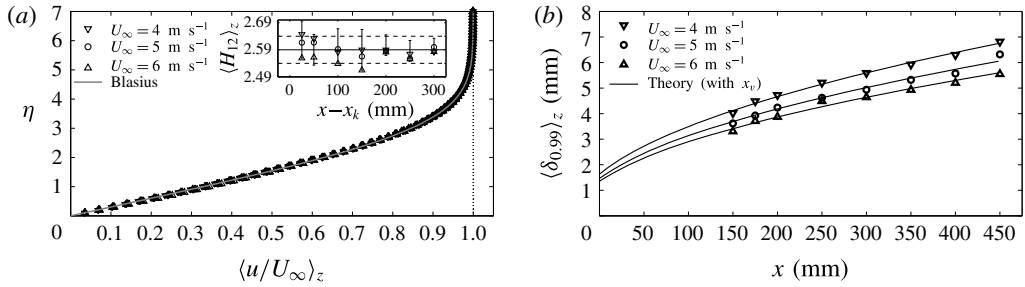 (a)
7
6
5
4
3
2
1
0
η
U∞ = 4 m s−1
U∞ = 5 m s−1
U∞ = 6 m s−1
Blasius
2.69
2.59
2.49
⟨H12⟩z
0 100 200 300
x−xk (mm)
0.1 0.2 0.3 0.4 0.5 0.6 0.7 0.8 0.9 1.0
⟨u/U∞⟩z
(b)
8
7
6
5
4
3
2
1
0
⟨δ0.99⟩z (mm)
U∞ = 4 m s−1
U∞ = 5 m s−1
U∞ = 6 m s−1
Theory (with xv)
50 100 150 200 250 300 350 400 450
x (mm)